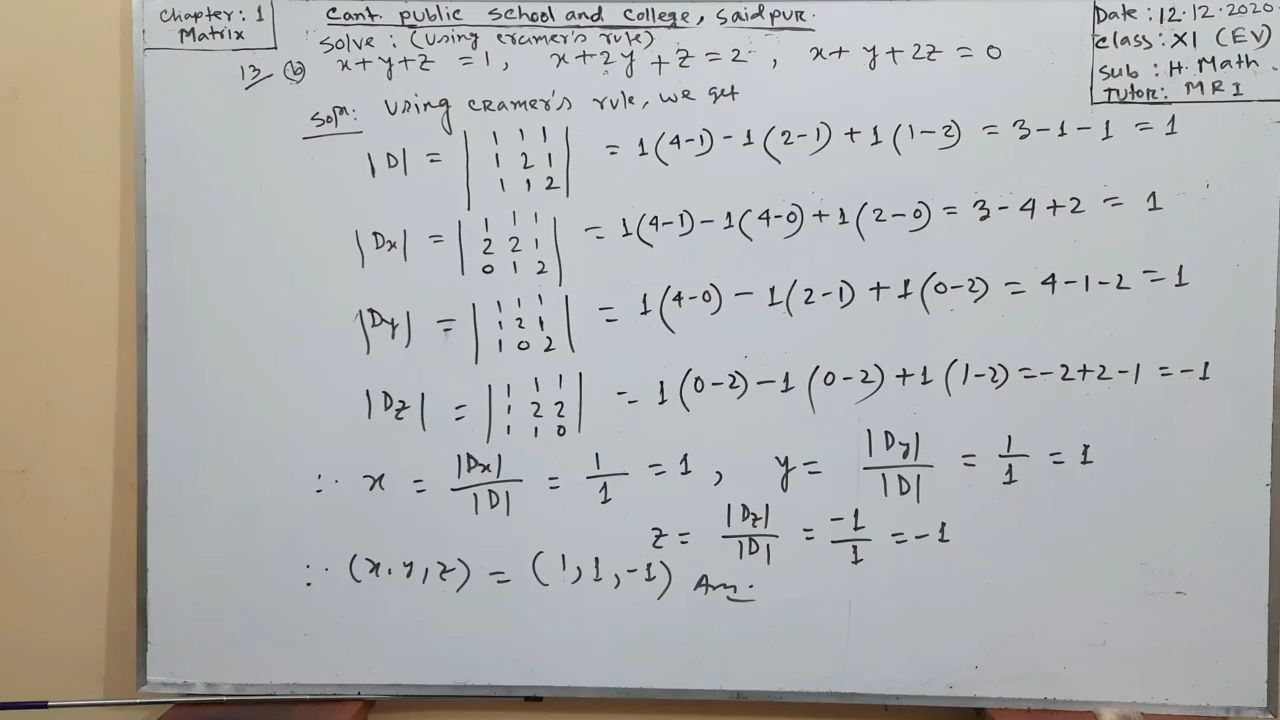 Chapter: 1
Matrix
Cant. public school and college, Saidpur.
Date: 12.12.2020
Class: XI (EV)
Sub: H. Math.
Tutor: MRI
Solve: (Using cramer's rule)
13 (b) x+y+z = 1, x+2y+z = 2, x+y+2z = 0
Soln: Using CRAMER'S rule, we get
|D| = | 1 1 1 | = 1(4-1) - 1(2-1) + 1(1-2) = 3-1-1 = 1
1 2 1
1 1 2
|Dx| = | 1 1 1 | = 1(4-1) - 1(4-0) + 1(2-0) = 3-4+2 = 1
2 2 1
0 1 2
|Dy| = | 1 1 1 | = 1(4-0) - 1(2-1) + 1(0-2) = 4-1-2 = 1
1 2 1
1 0 2
|Dz| = | 1 1 1 | = 1(0-2) - 1(0-2) + 1(1-2) = -2+2-1 = -1
1 2 2
1 1 0
∴ x = |Dx|/|D| = 1/1 = 1, y = |Dy|/|D| = 1/1 = 1
z = |Dz|/|D| = -1/1 = -1
∴ (x, y, z) = (1, 1, -1) Ans.